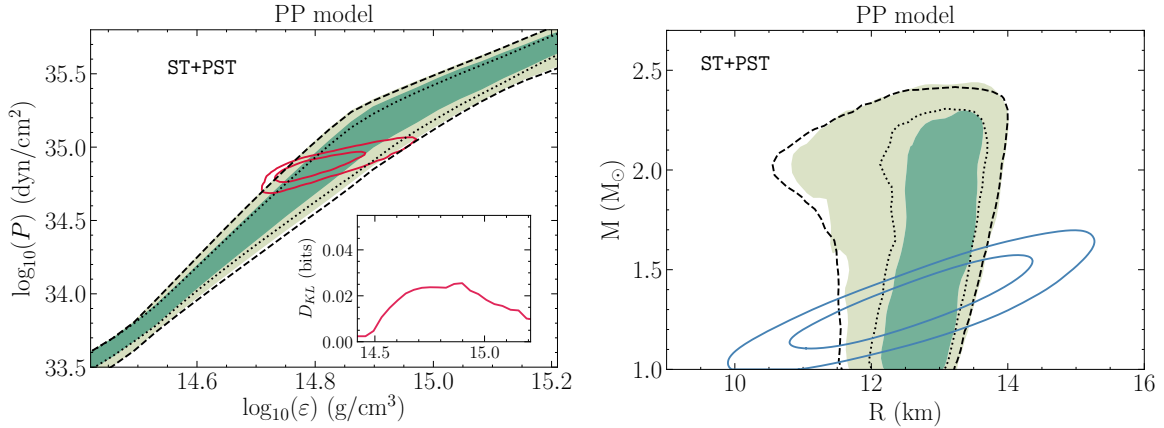 PP model
ST+PST
log₁₀(P) (dyn/cm²)
35.5
35.0
34.5
34.0
33.5
14.6
14.8
15.0
15.2
log₁₀(ε) (g/cm³)
D_KL (bits)
0.04
0.02
0.00
14.5
15.0
PP model
ST+PST
M (M⊙)
2.5
2.0
1.5
1.0
10
12
14
16
R (km)